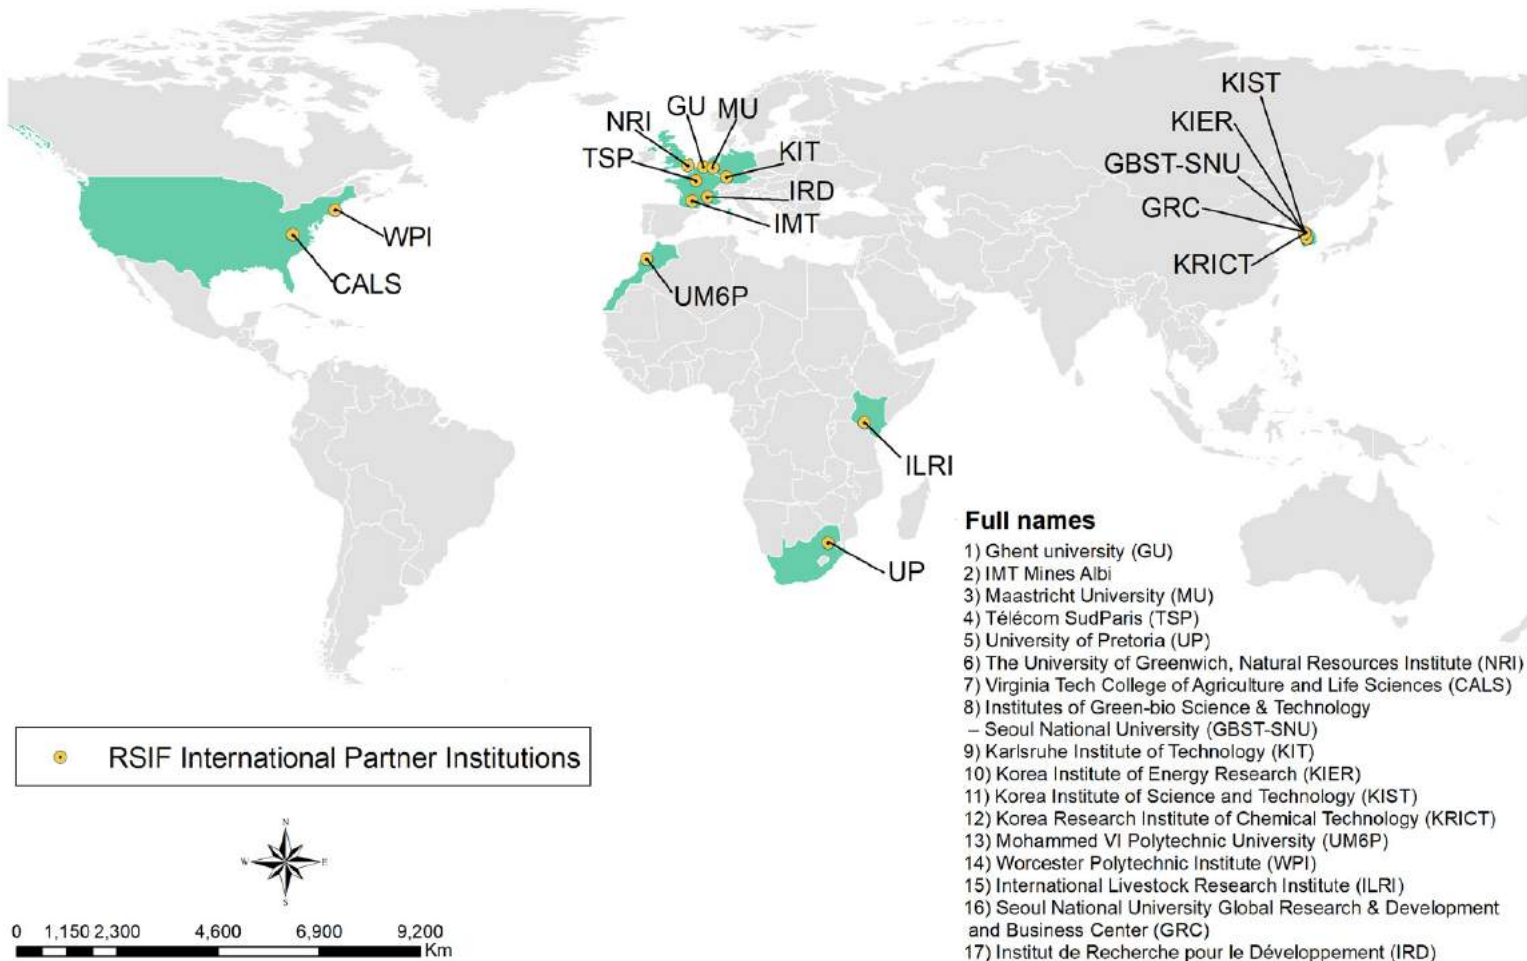 KIST
GU MU
NRI
KIER
TSP
KIT
GBST-SNU
IRD
GRC
IMT
WPI
KRICT
CALS
UM6P
ILRI
UP
Full names
1) Ghent university (GU)
2) IMT Mines Albi
3) Maastricht University (MU)
4) Télécom SudParis (TSP)
5) University of Pretoria (UP)
6) The University of Greenwich, Natural Resources Institute (NRI)
7) Virginia Tech College of Agriculture and Life Sciences (CALS)
8) Institutes of Green-bio Science & Technology
– Seoul National University (GBST-SNU)
9) Karlsruhe Institute of Technology (KIT)
10) Korea Institute of Energy Research (KIER)
11) Korea Institute of Science and Technology (KIST)
12) Korea Research Institute of Chemical Technology (KRICT)
13) Mohammed VI Polytechnic University (UM6P)
14) Worcester Polytechnic Institute (WPI)
15) International Livestock Research Institute (ILRI)
16) Seoul National University Global Research & Development
and Business Center (GRC)
17) Institut de Recherche pour le Développement (IRD)
RSIF International Partner Institutions
N
W E
S
0 1,150 2,300 4,600 6,900 9,200
Km